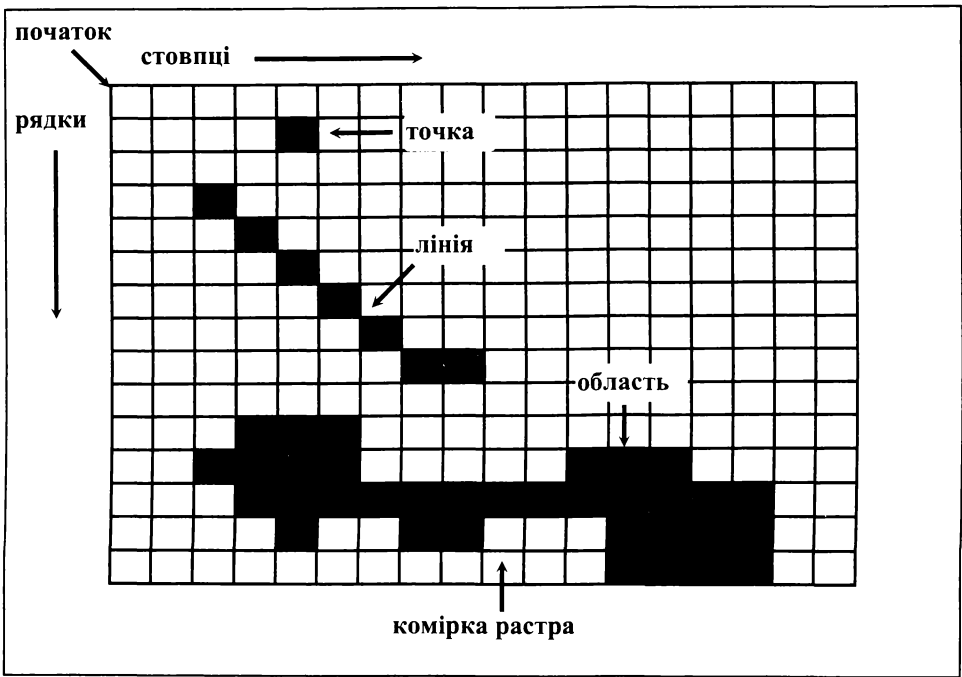 початок
стовпці
рядки
точка
лінія
область
комірка растра